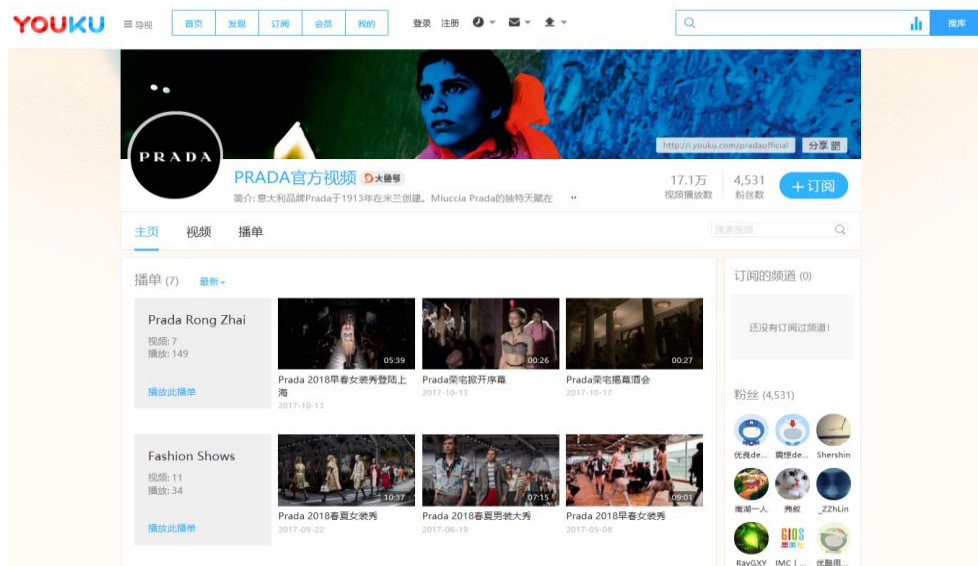 YOUKU 导视 首页 发现 订阅 会员 我的 登录 注册 搜库
PRADA
http://i.youku.com/pradaofficial 分享
PRADA官方视频 大鱼号
简介: 意大利品牌Prada于1913年在米兰创建。Miuccia Prada的独特天赋在 ..
17.1万 4,531 +订阅
视频播放数 粉丝数
主页 视频 播单 搜索视频
播单 (7) 最新
Prada Rong Zhai
视频: 7
播放: 149
播放此播单
05:39
Prada 2018早春女装秀登陆上
海
2017-10-13
00:26
Prada荣宅掀开序幕
2017-10-13
00:27
Prada荣宅揭幕酒会
2017-10-17
Fashion Shows
视频: 11
播放: 34
播放此播单
10:37
Prada 2018春夏女装秀
2017-09-22
07:15
Prada 2018春夏男装大秀
2017-06-19
09:01
Prada 2018早春女装秀
2017-05-08
订阅的频道 (0)
还没有订阅过频道!
粉丝 (4,531)
优良de... 震惊de... Shershin
南湖一人 弗叙 _ZZhLin
GIOS
RayGXY IMC丨... 优酷用...